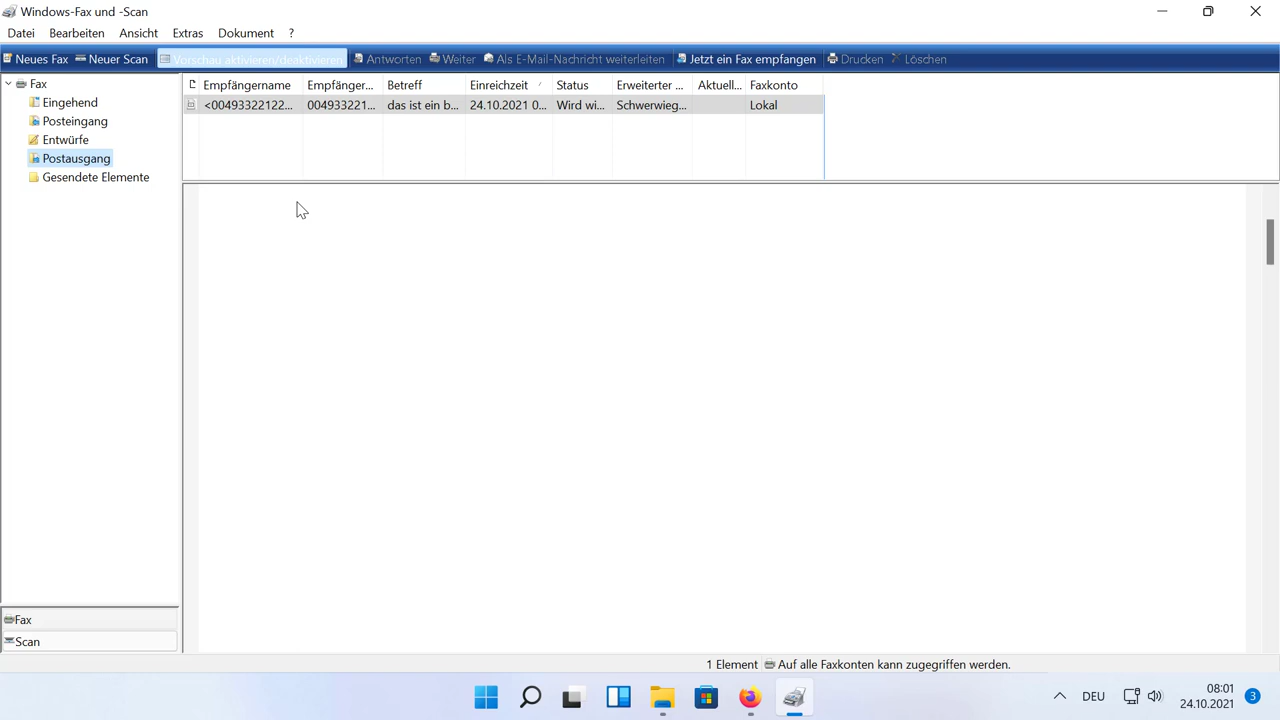 Windows-Fax und -Scan
Datei Bearbeiten Ansicht Extras Dokument ?
Neues Fax Neuer Scan Vorschau aktivieren/deaktivieren Antworten Weiter Als E-Mail-Nachricht weiterleiten Jetzt ein Fax empfangen Drucken Löschen
Fax
Eingehend
Posteingang
Entwürfe
Postausgang
Gesendete Elemente
Empfängername Empfänger... Betreff Einreichzeit Status Erweiterter ... Aktuell... Faxkonto
<00493322122... 004933221... das ist ein b... 24.10.2021 0... Wird wi... Schwerwieg... Lokal
Fax
Scan
1 Element Auf alle Faxkonten kann zugegriffen werden.
DEU 08:01
24.10.2021 3